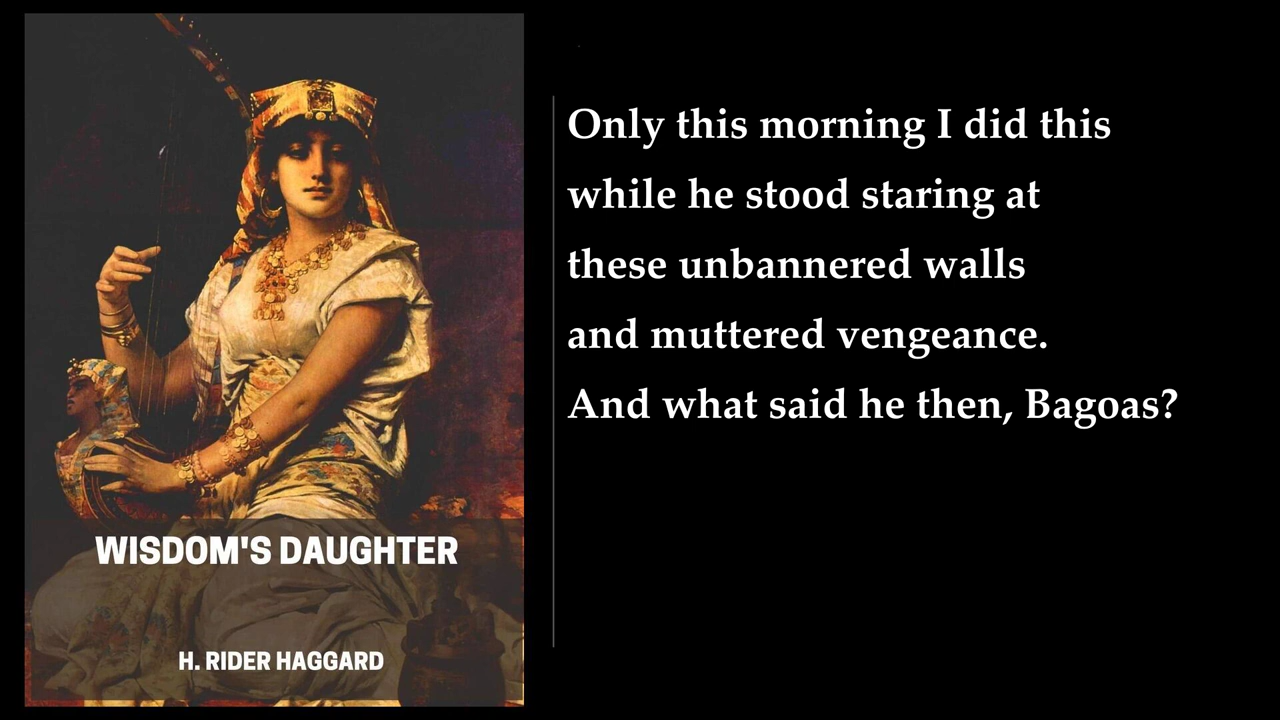 WISDOM'S DAUGHTER
H. RIDER HAGGARD
Only this morning I did this
while he stood staring at
these unbannered walls
and muttered vengeance.
And what said he then, Bagoas?